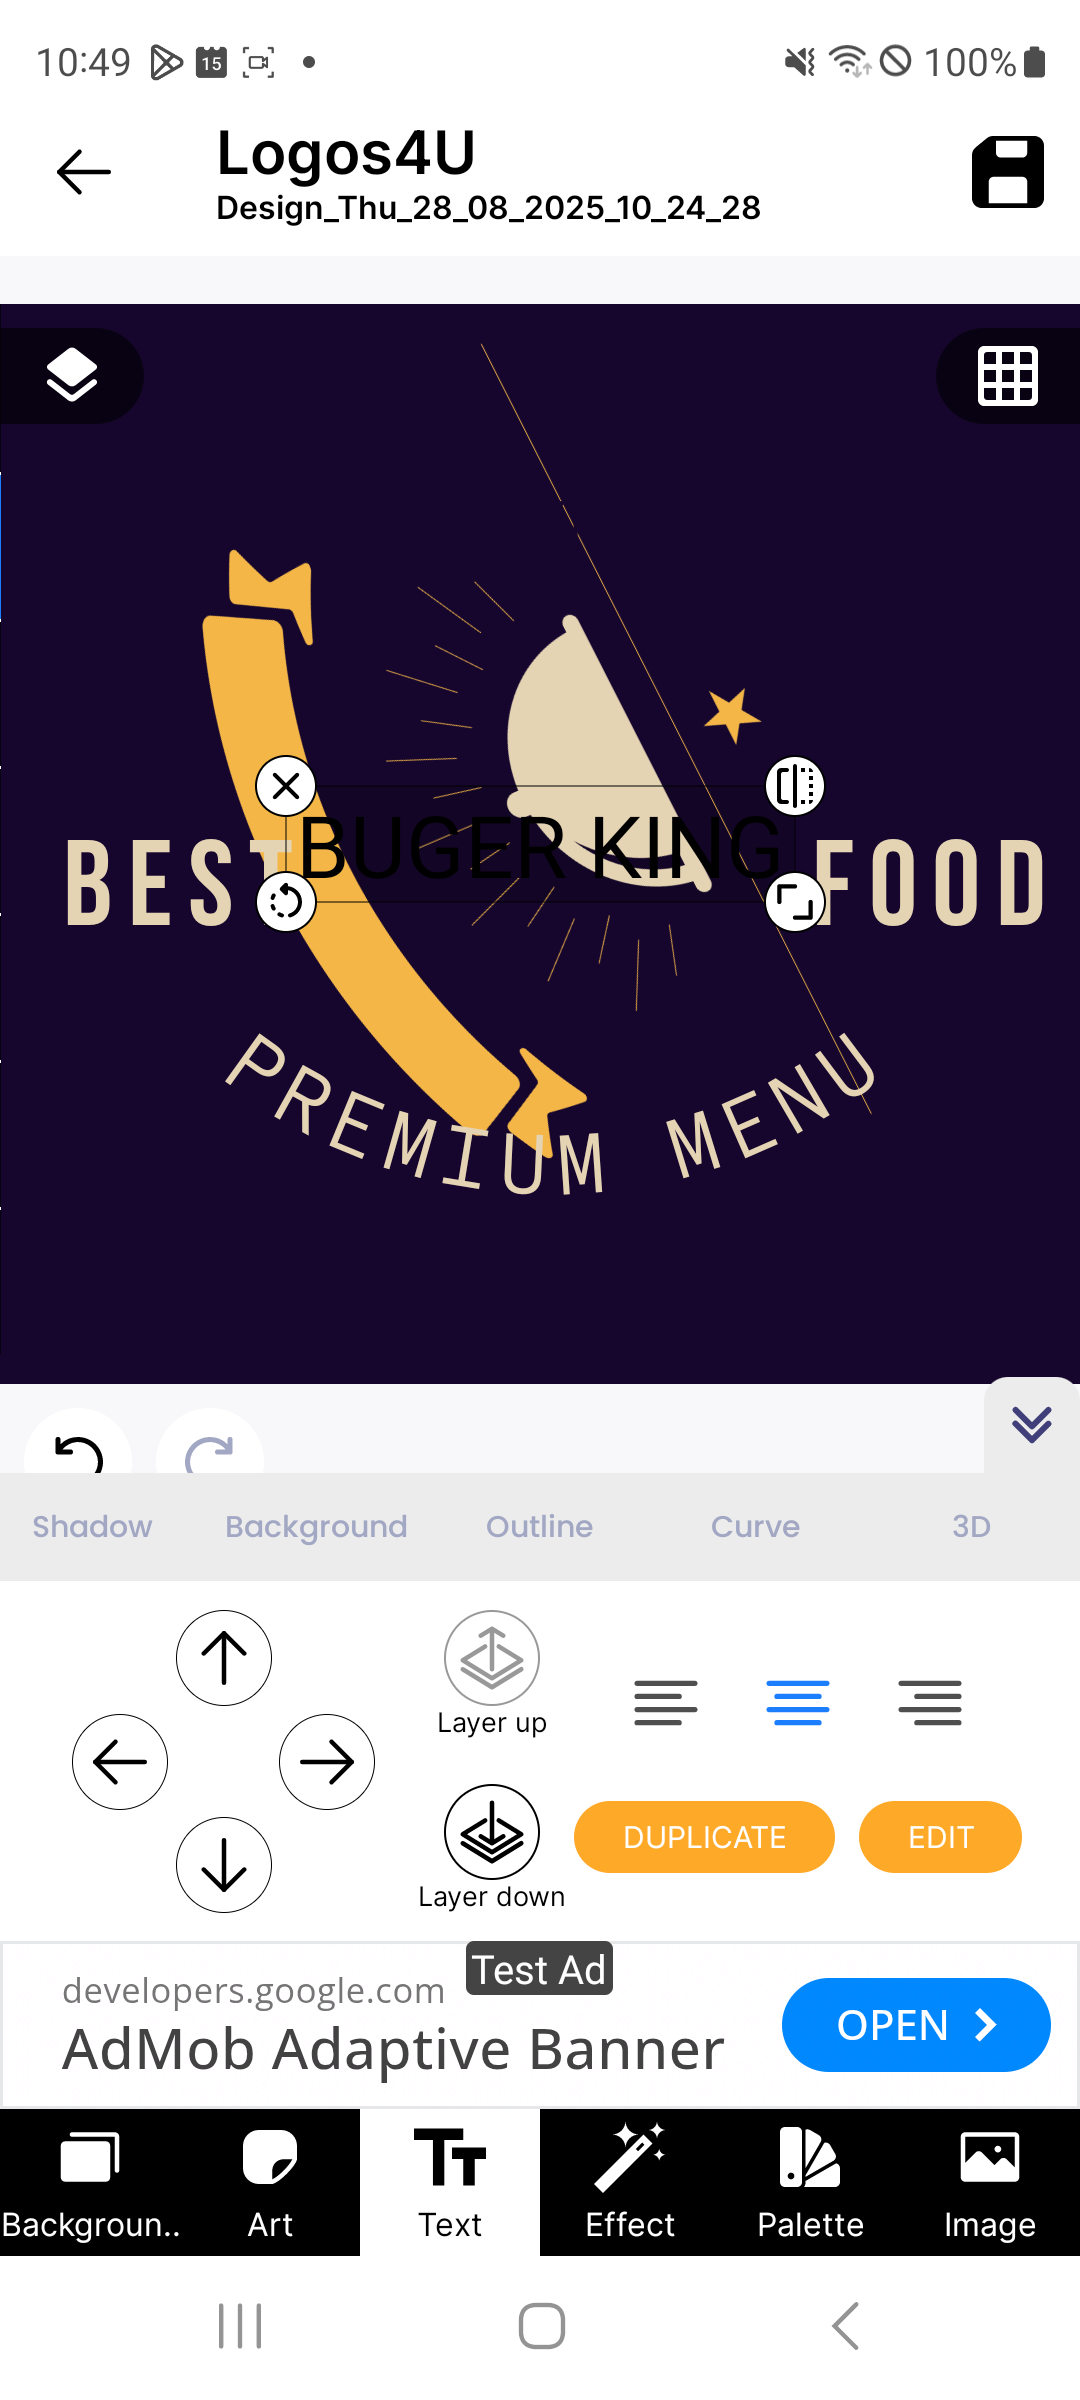 10:49
15
100%
Logos4U
Design_Thu_28_08_2025_10_24_28
BUGER KING
BEST FOOD
PREMIUM MENU
Shadow Background Outline Curve 3D
Layer up
DUPLICATE EDIT
Layer down
Test Ad
developers.google.com
AdMob Adaptive Banner
OPEN
Backgroun.. Art Text Effect Palette Image